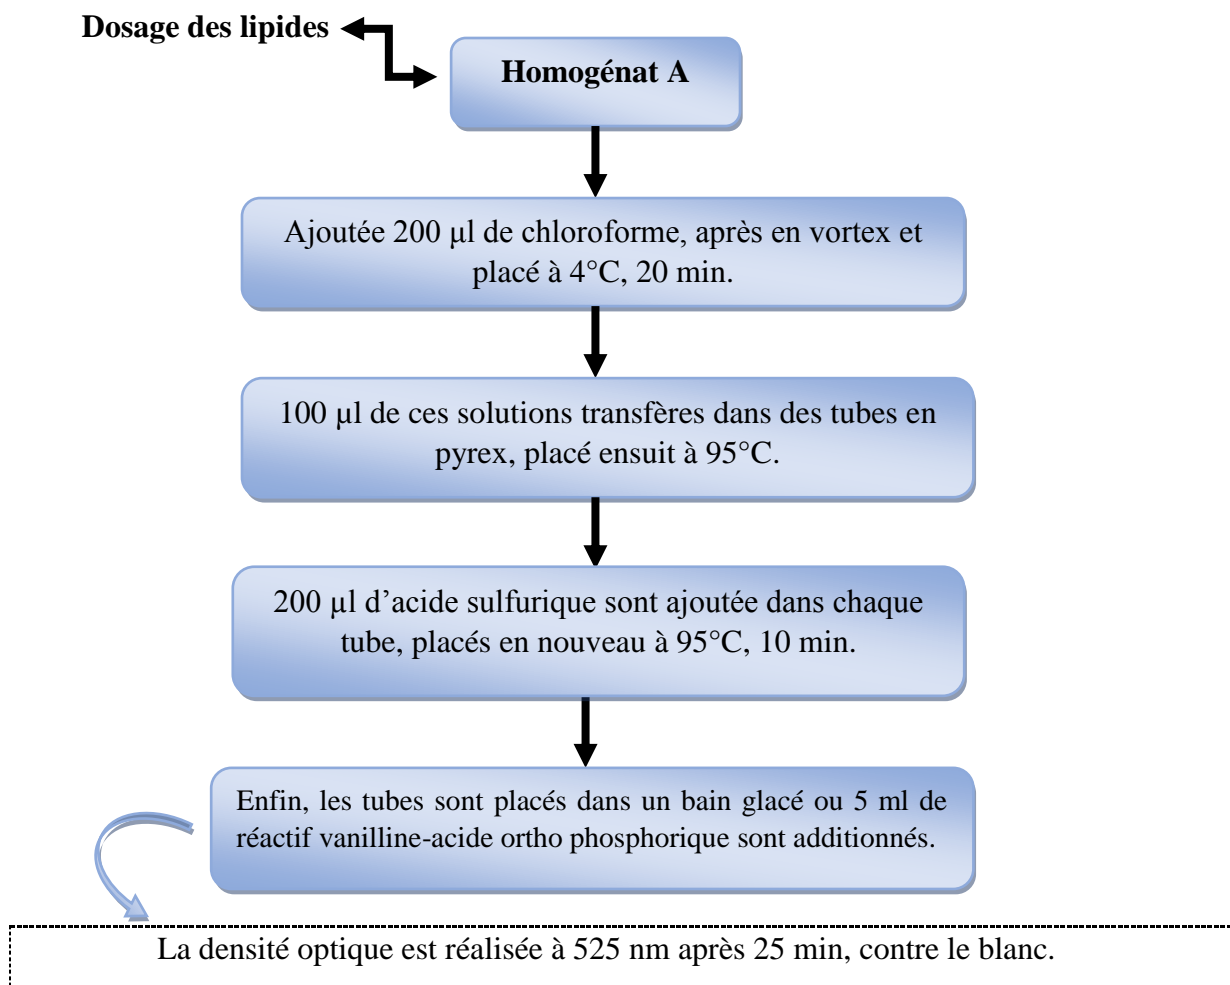 Dosage des lipides
Homogénat A
Ajoutée 200 µl de chloroforme, après en vortex et
placé à 4°C, 20 min.
100 µl de ces solutions transfères dans des tubes en
pyrex, placé ensuit à 95°C.
200 µl d’acide sulfurique sont ajoutée dans chaque
tube, placés en nouveau à 95°C, 10 min.
Enfin, les tubes sont placés dans un bain glacé ou 5 ml de
réactif vanilline-acide ortho phosphorique sont additionnés.
La densité optique est réalisée à 525 nm après 25 min, contre le blanc.